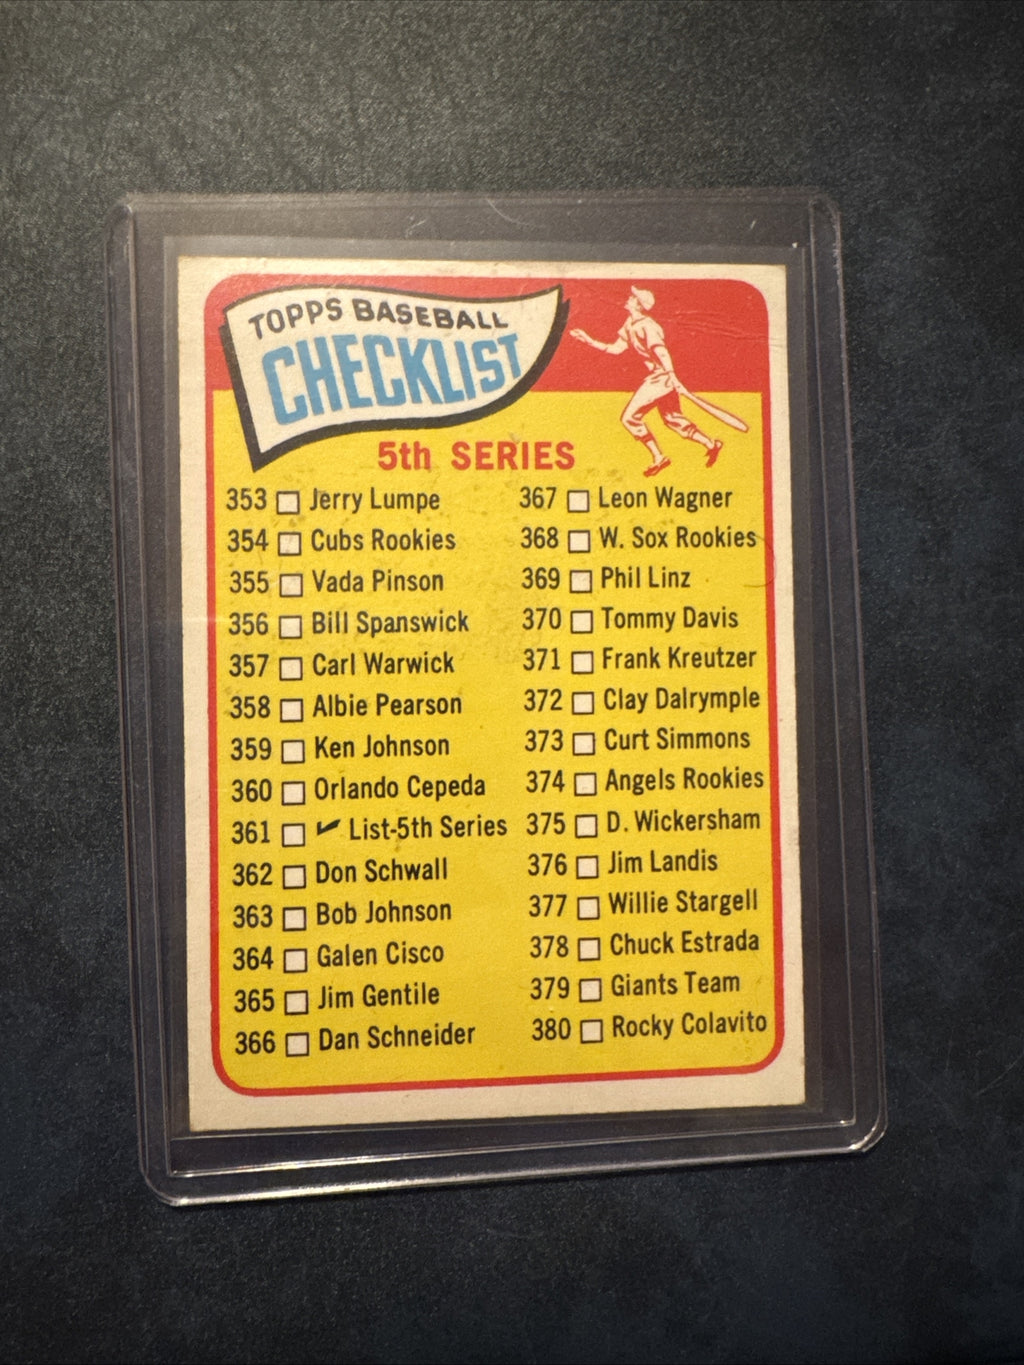 TOPPS BASEBALL
CHECKLIST
5th SERIES
353 Jerry Lumpe
354 Cubs Rookies
355 Vada Pinson
356 Bill Spanswick
357 Carl Warwick
358 Albie Pearson
359 Ken Johnson
360 Orlando Cepeda
361 ✓ List-5th Series
362 Don Schwall
363 Bob Johnson
364 Galen Cisco
365 Jim Gentile
366 Dan Schneider
367 Leon Wagner
368 W. Sox Rookies
369 Phil Linz
370 Tommy Davis
371 Frank Kreutzer
372 Clay Dalrymple
373 Curt Simmons
374 Angels Rookies
375 D. Wickersham
376 Jim Landis
377 Willie Stargell
378 Chuck Estrada
379 Giants Team
380 Rocky Colavito